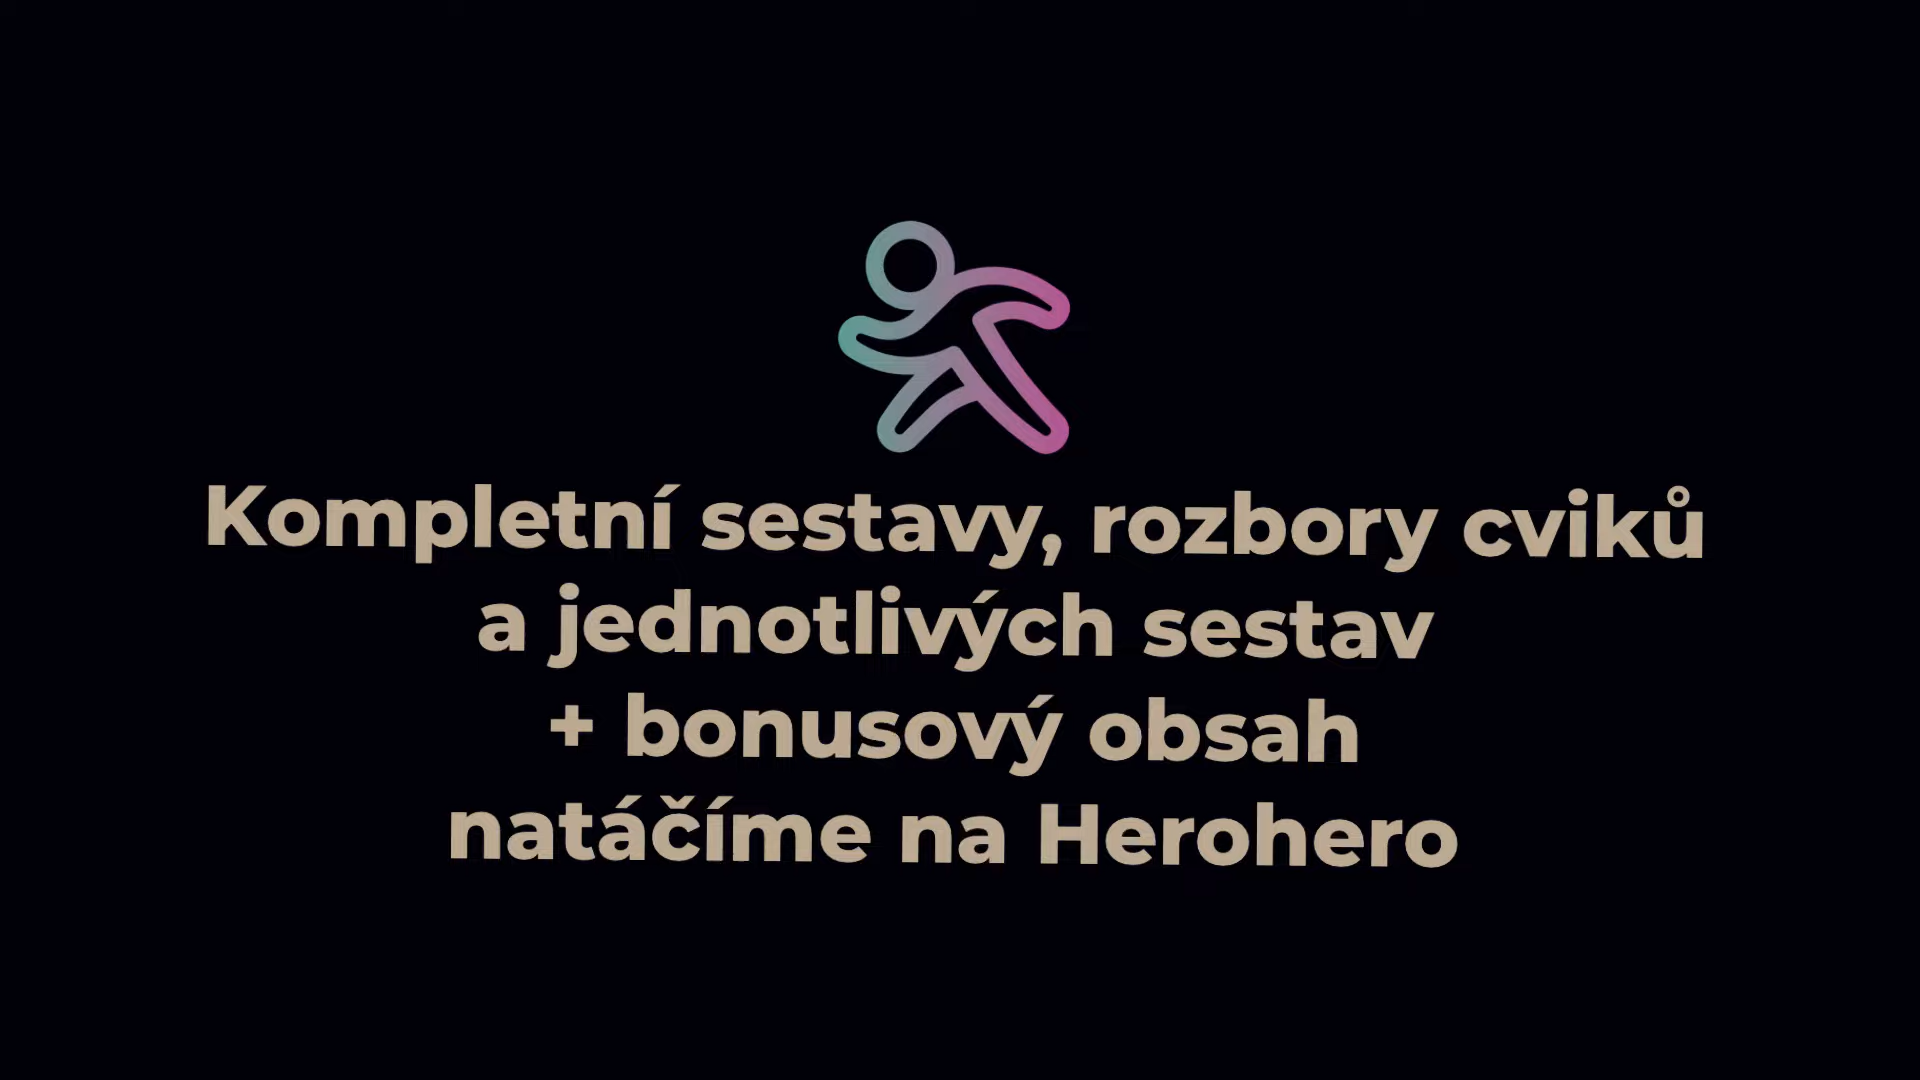 Kompletní sestavy, rozbory cviků
a jednotlivých sestav
+ bonusový obsah
natáčíme na Herohero